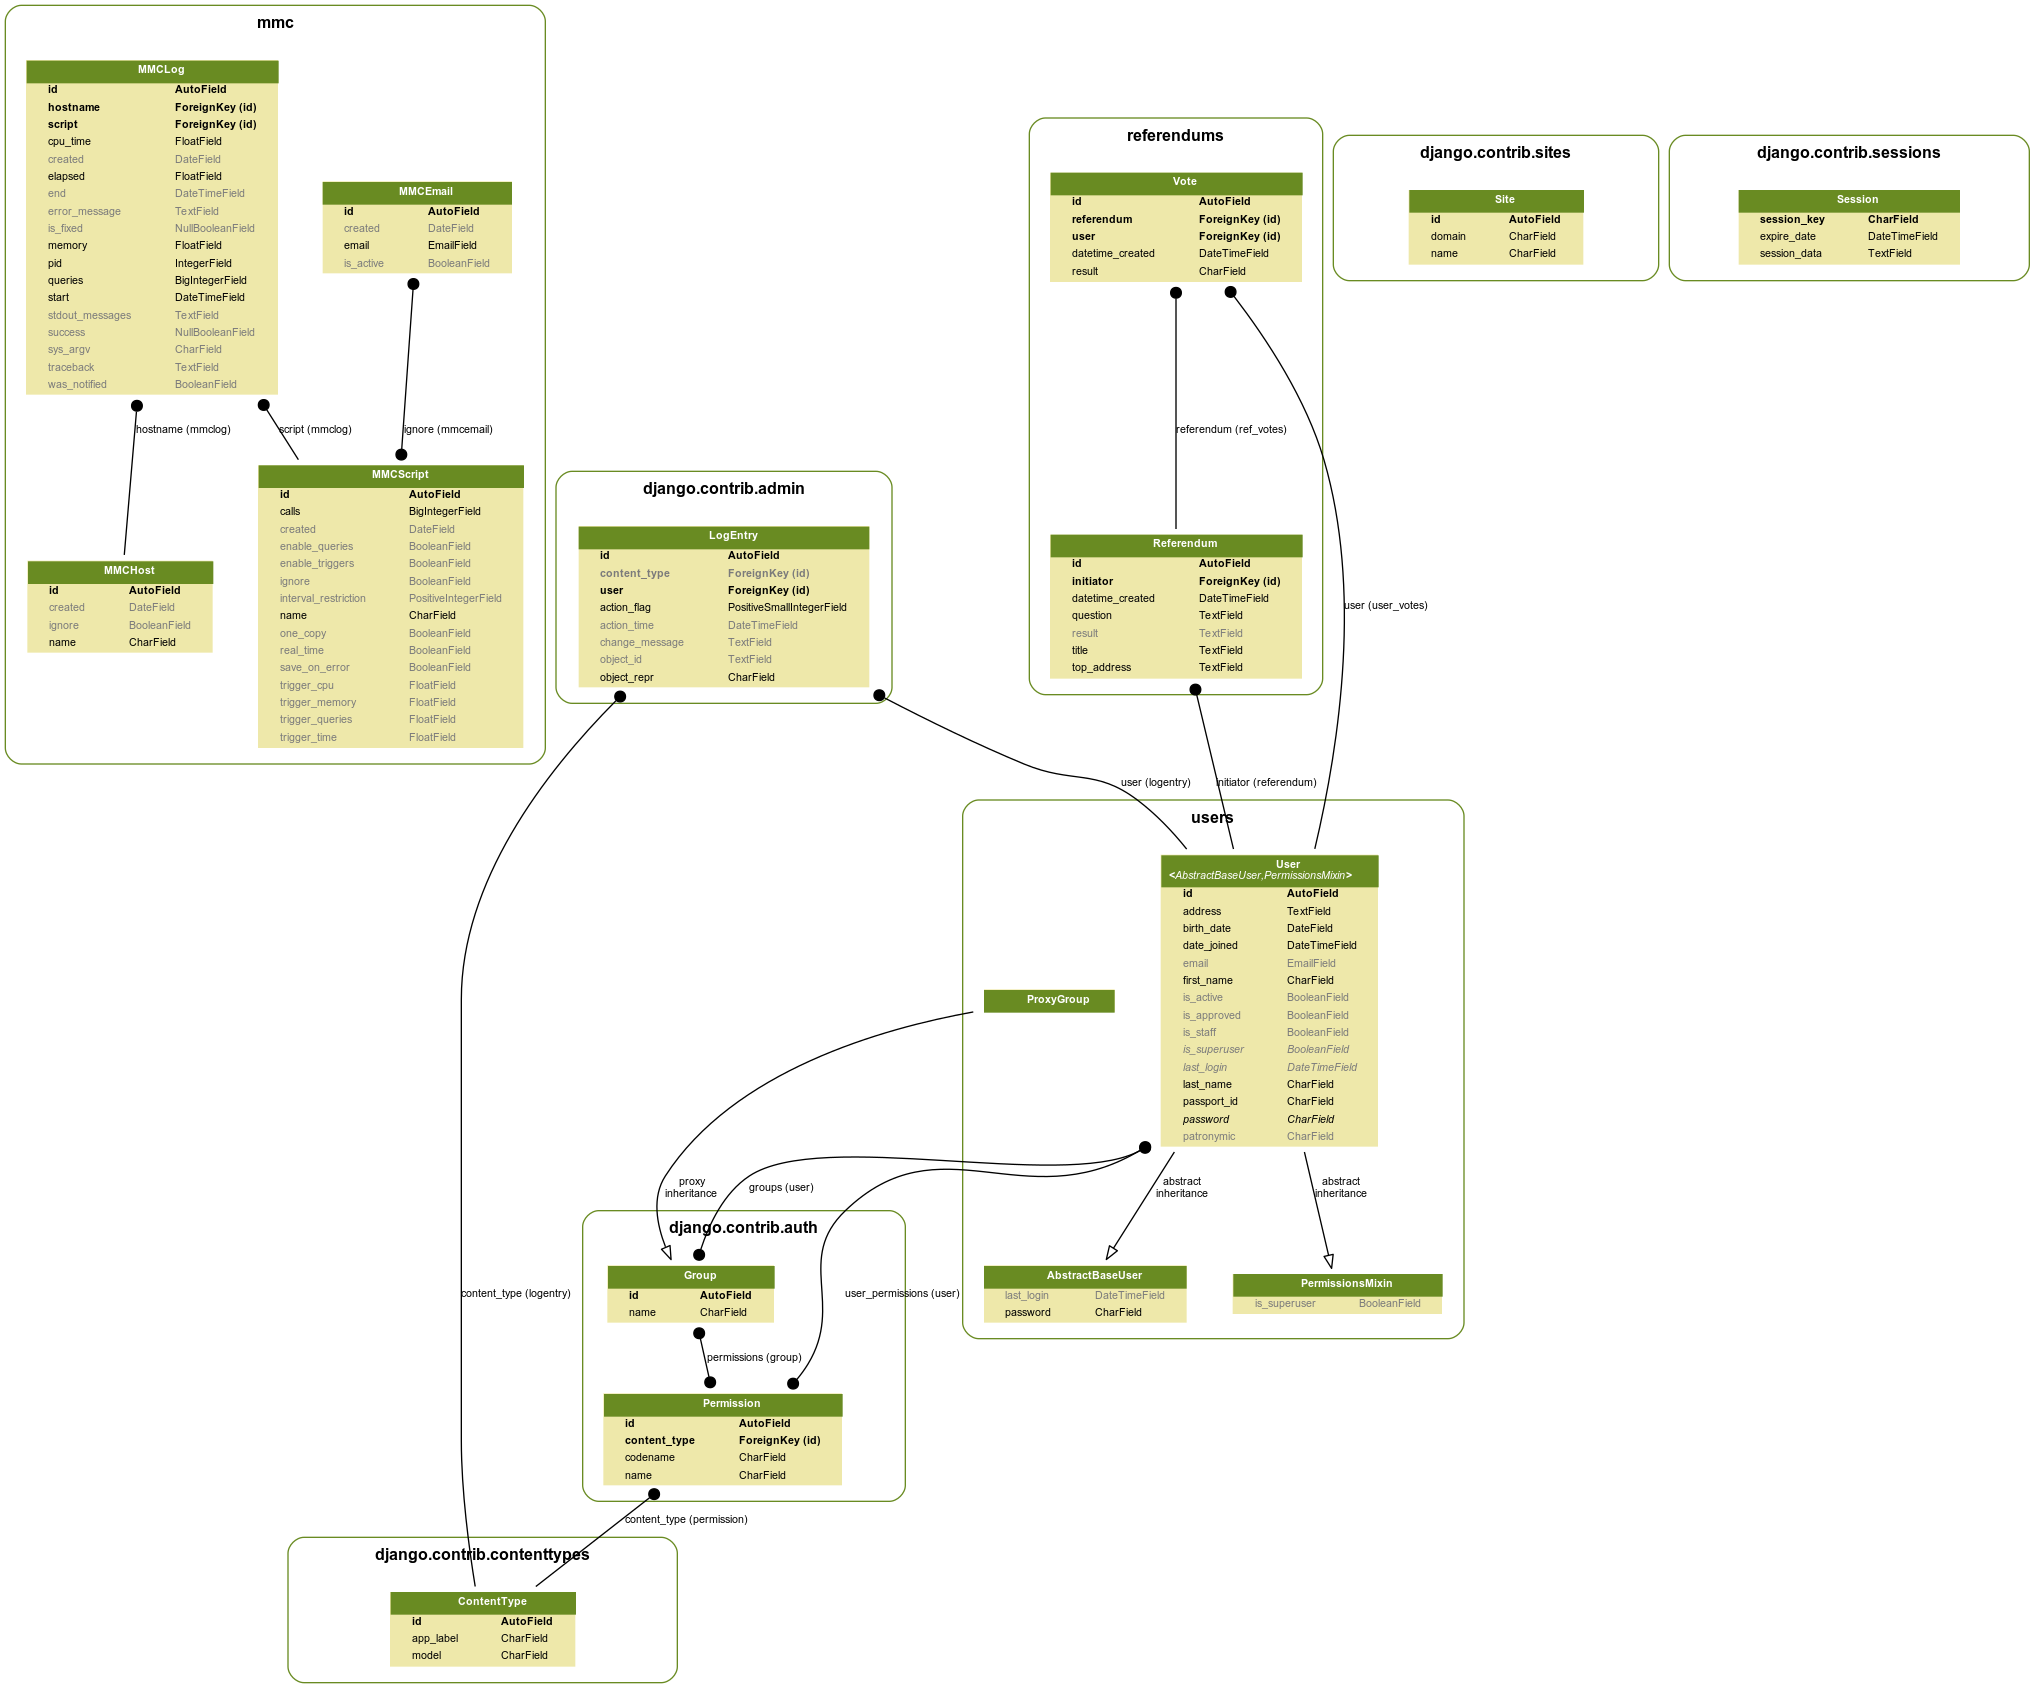 mmc
MMCLog
id AutoField
hostname ForeignKey (id)
script ForeignKey (id)
cpu_time FloatField
created DateField
elapsed FloatField
end DateTimeField
error_message TextField
is_fixed NullBooleanField
memory FloatField
pid IntegerField
queries BigIntegerField
start DateTimeField
stdout_messages TextField
success NullBooleanField
sys_argv CharField
traceback TextField
was_notified BooleanField
MMCEmail
id AutoField
created DateField
email EmailField
is_active BooleanField
hostname (mmclog)
script (mmclog)
ignore (mmcemail)
MMCHost
id AutoField
created DateField
ignore BooleanField
name CharField
MMCScript
id AutoField
calls BigIntegerField
created DateField
enable_queries BooleanField
enable_triggers BooleanField
ignore BooleanField
interval_restriction PositiveIntegerField
name CharField
one_copy BooleanField
real_time BooleanField
save_on_error BooleanField
trigger_cpu FloatField
trigger_memory FloatField
trigger_queries FloatField
trigger_time FloatField
django.contrib.admin
LogEntry
id AutoField
content_type ForeignKey (id)
user ForeignKey (id)
action_flag PositiveSmallIntegerField
action_time DateTimeField
change_message TextField
object_id TextField
object_repr CharField
referendums
Vote
id AutoField
referendum ForeignKey (id)
user ForeignKey (id)
datetime_created DateTimeField
result CharField
referendum (ref_votes)
Referendum
id AutoField
initiator ForeignKey (id)
datetime_created DateTimeField
question TextField
result TextField
title TextField
top_address TextField
django.contrib.sites
Site
id AutoField
domain CharField
name CharField
django.contrib.sessions
Session
session_key CharField
expire_date DateTimeField
session_data TextField
user (user_votes)
user (logentry)
initiator (referendum)
users
User
<AbstractBaseUser,PermissionsMixin>
id AutoField
address TextField
birth_date DateField
date_joined DateTimeField
email EmailField
first_name CharField
is_active BooleanField
is_approved BooleanField
is_staff BooleanField
is_superuser BooleanField
last_login DateTimeField
last_name CharField
passport_id CharField
password CharField
patronymic CharField
ProxyGroup
proxy
inheritance
groups (user)
abstract
inheritance
abstract
inheritance
AbstractBaseUser
last_login DateTimeField
password CharField
PermissionsMixin
is_superuser BooleanField
django.contrib.auth
Group
id AutoField
name CharField
content_type (logentry)
user_permissions (user)
permissions (group)
Permission
id AutoField
content_type ForeignKey (id)
codename CharField
name CharField
content_type (permission)
django.contrib.contenttypes
ContentType
id AutoField
app_label CharField
model CharField